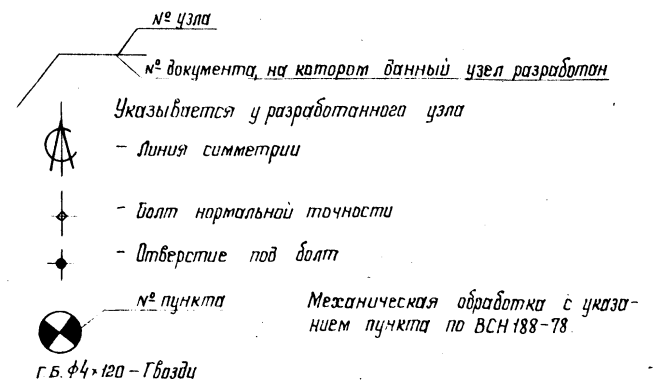 № узла
№ документа, на котором данный узел разработан
Указывается у разработанного узла
- Линия симметрии
- Болт нормальной точности
- Отверстие под болт
№ пункта
Механическая обработка с указа-
нием пункта по ВСН 188-78
Г.Б. ф4×120 - Гвозди